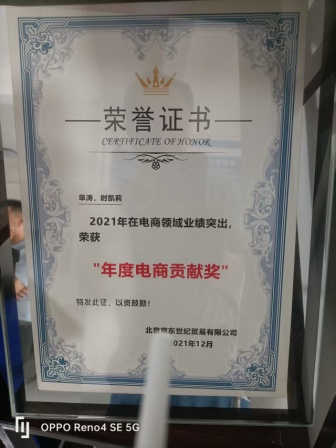 荣誉证书
CERTIFICATE OF HONOR
单涛，时凯莉
2021年在电商领域业绩突出，
荣获
"年度电商贡献奖"
特发此证，以资鼓励！
北京京东世纪贸易有限公司
2021年12月
OPPO Reno4 SE 5G